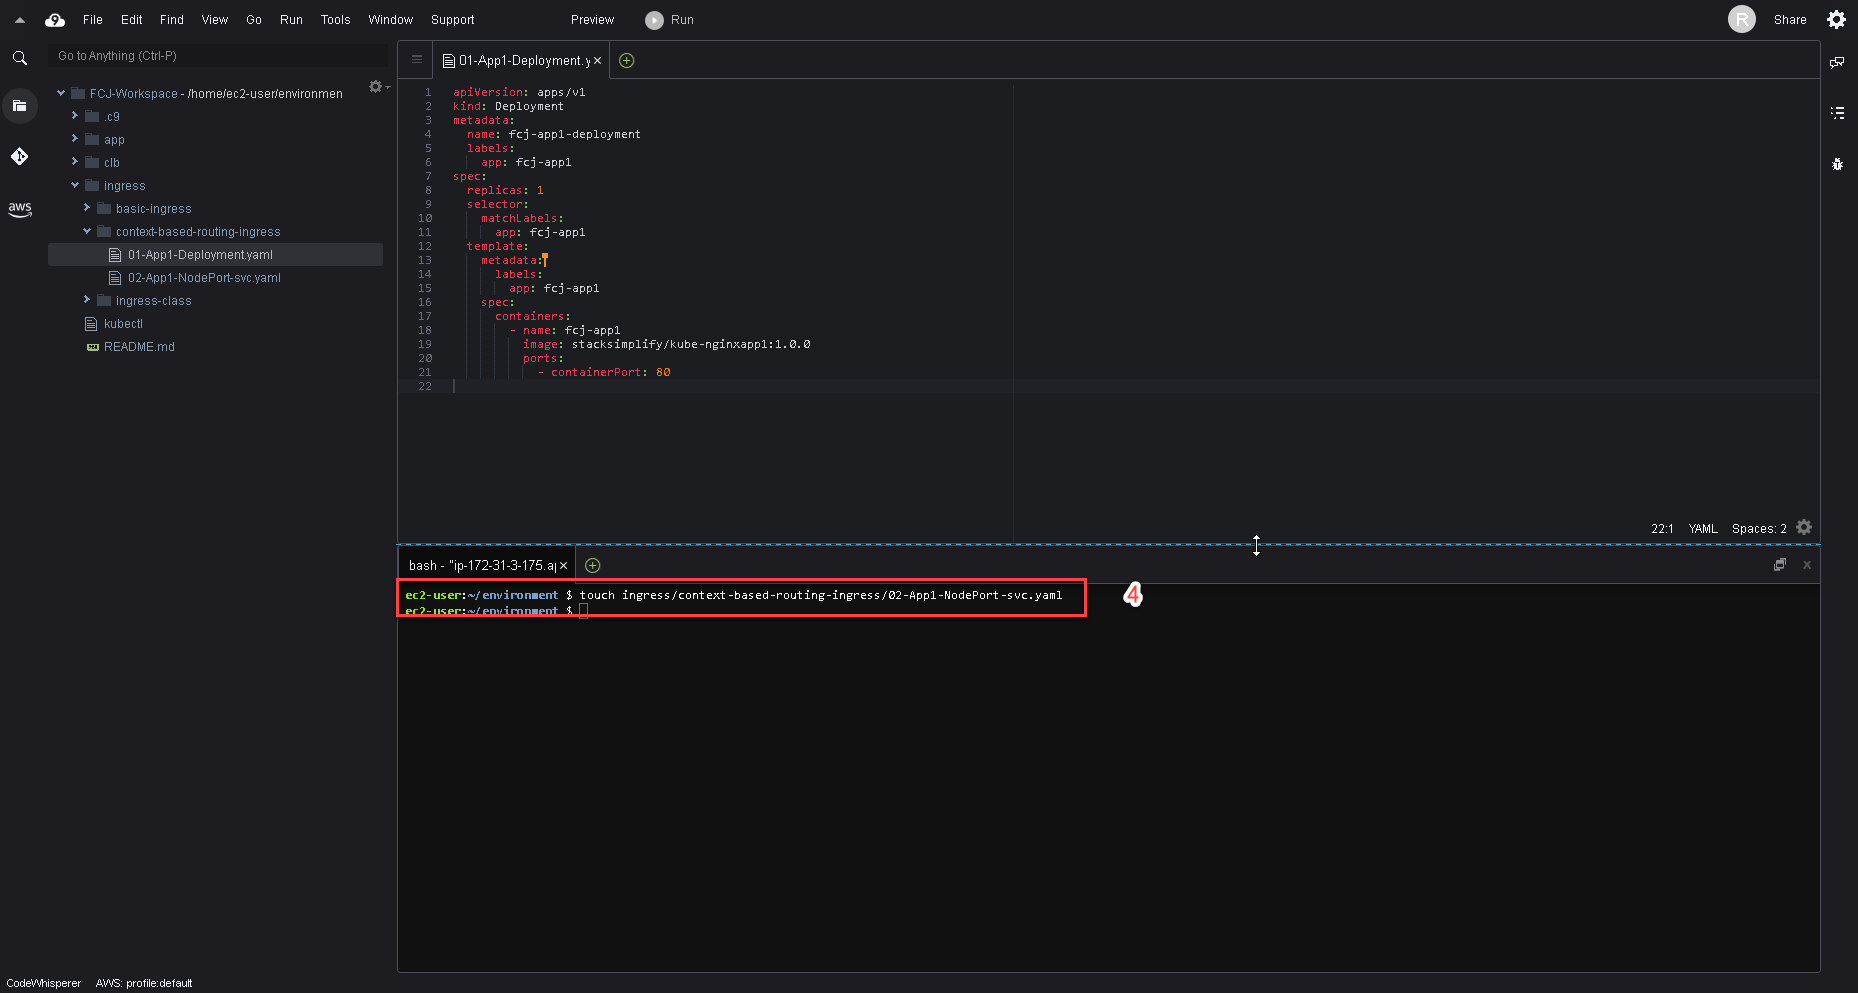 File Edit Find View Go Run Tools Window Support Preview Run R Share
Go to Anything (Ctrl-P)
FCJ-Workspace - /home/ec2-user/environmen
.c9
app
clb
ingress
basic-ingress
context-based-routing-ingress
01-App1-Deployment.yaml
02-App1-NodePort-svc.yaml
ingress-class
kubectl
README.md
aws
01-App1-Deployment.y
1 apiVersion: apps/v1
2 kind: Deployment
3 metadata:
4 name: fcj-app1-deployment
5 labels:
6 app: fcj-app1
7 spec:
8 replicas: 1
9 selector:
10 matchLabels:
11 app: fcj-app1
12 template:
13 metadata:
14 labels:
15 app: fcj-app1
16 spec:
17 containers:
18 - name: fcj-app1
19 image: stacksimplify/kube-nginxapp1:1.0.0
20 ports:
21 - containerPort: 80
22
22:1 YAML Spaces: 2
bash - "ip-172-31-3-175.ap
ec2-user:~/environment $ touch ingress/context-based-routing-ingress/02-App1-NodePort-svc.yaml
ec2-user:~/environment $
4
CodeWhisperer AWS: profile:default